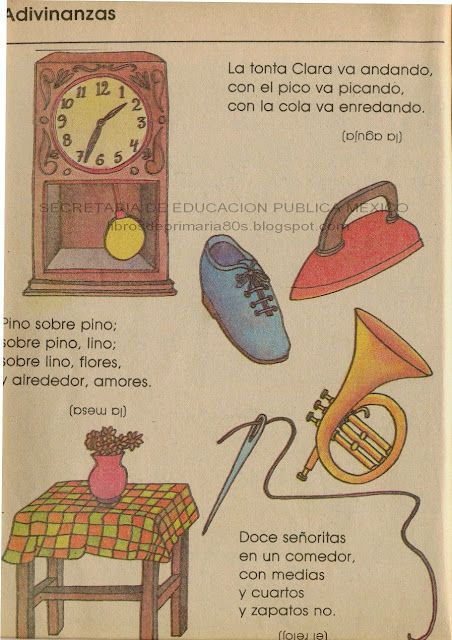 Adivinanzas
La tonta Clara va andando,
con el pico va picando,
con la cola va enredando.
(la aguja)
12
11
1
10
2
9
3
8
4
7
5
6
SECRETARIA DE EDUCACION PUBLICA MEXICO
librosdeprimaria80s.blogspot.com
Pino sobre pino;
sobre pino, lino;
sobre lino, flores,
y alrededor, amores.
(la mesa)
Doce señoritas
en un comedor,
con medias
y cuartos
y zapatos no.
(el reloj)